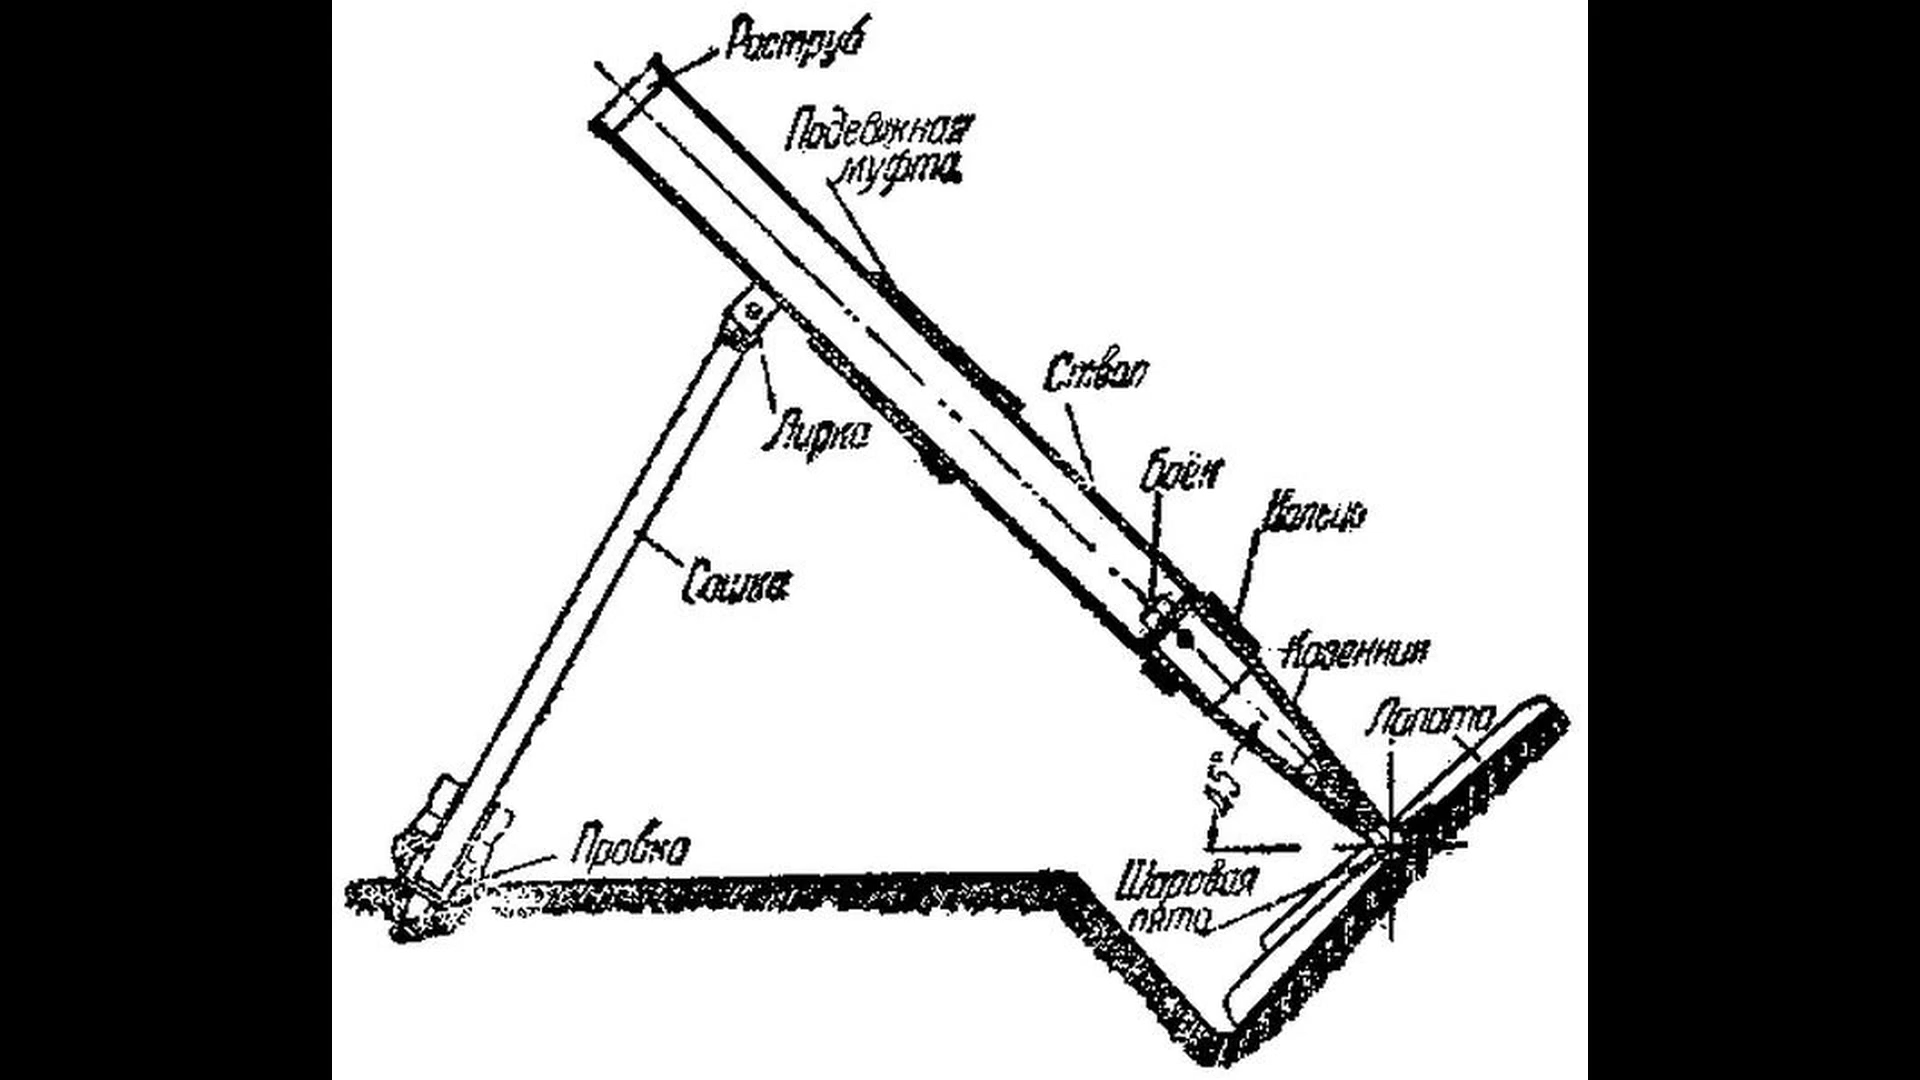 Раструб
Подвижная
муфта
Ствол
Боёк
Кольцо
Лирка
Сошка
Казенник
Лопата
45°
Пробка
Шаровая
пята